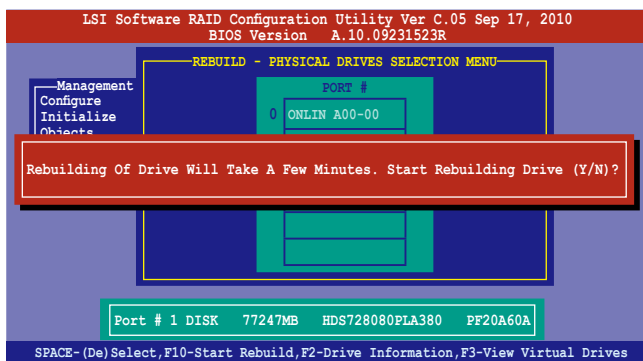 LSI Software RAID Configuration Utility Ver C.05 Sep 17, 2010
BIOS Version A.10.09231523R
REBUILD - PHYSICAL DRIVES SELECTION MENU
Management
Configure
Initialize
Objects
PORT #
0 ONLIN A00-00
Rebuilding Of Drive Will Take A Few Minutes. Start Rebuilding Drive (Y/N)?
Port # 1 DISK 77247MB HDS728080PLA380 PF20A60A
SPACE-(De)Select,F10-Start Rebuild,F2-Drive Information,F3-View Virtual Drives